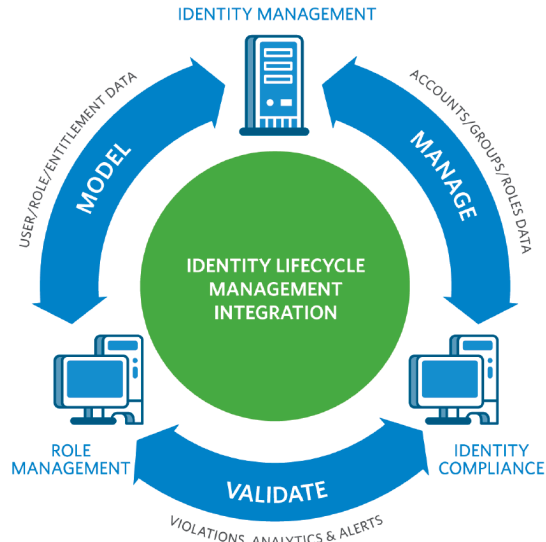 IDENTITY MANAGEMENT
USER/ROLE/ENTITLEMENT DATA
MODEL
ACCOUNTS/GROUPS/ROLES DATA
MANAGE
IDENTITY LIFECYCLE
MANAGEMENT
INTEGRATION
ROLE
MANAGEMENT
IDENTITY
COMPLIANCE
VALIDATE
VIOLATIONS, ANALYTICS & ALERTS